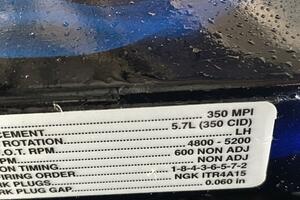 350 MPI
CEMENT 5.7L (350 CID)
ROTATION LH
.O.T. RPM 4800 - 5200
PM 600 NON ADJ
ON TIMING NON ADJ
FIRING ORDER 1-8-4-3-6-5-7-2
RK PLUGS NGK ITR4A15
RK PLUG GAP 0.060 in